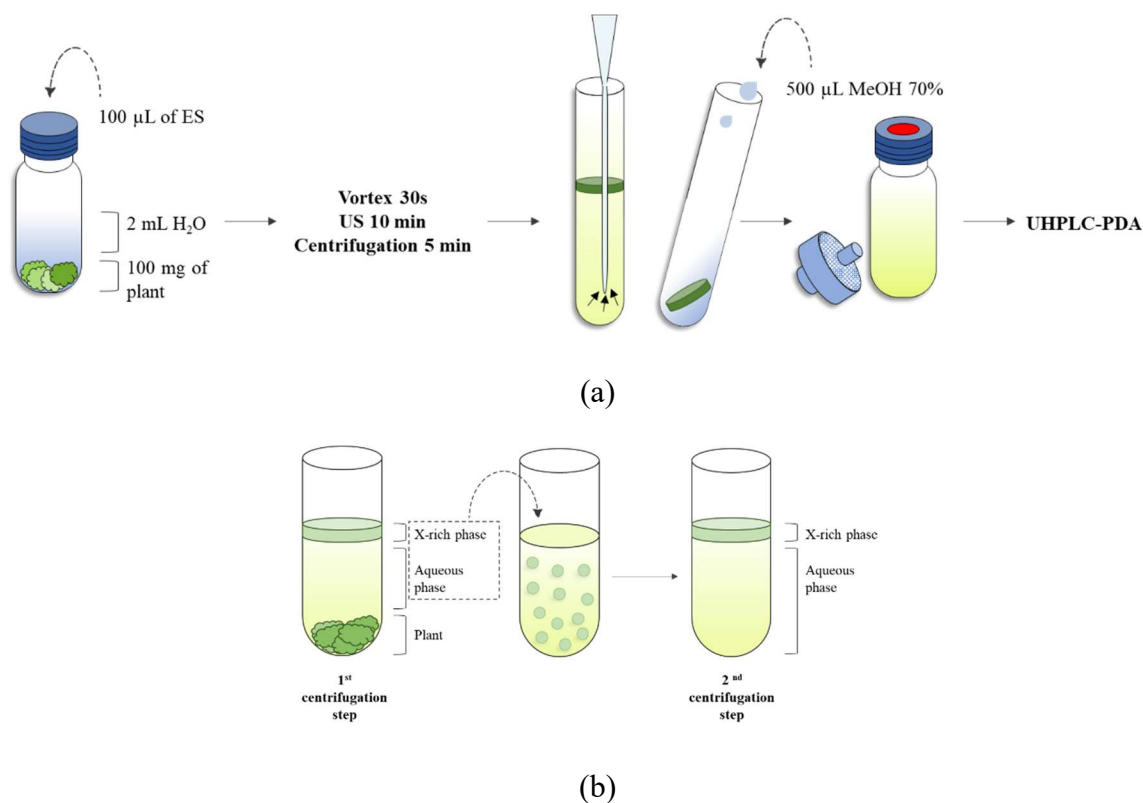 100 µL of ES
2 mL H₂O
100 mg of
plant
Vortex 30s
US 10 min
Centrifugation 5 min
500 µL MeOH 70%
UHPLC-PDA
(a)
X-rich phase
Aqueous
phase
Plant
1st
centrifugation
step
X-rich phase
Aqueous
phase
2 nd
centrifugation
step
(b)